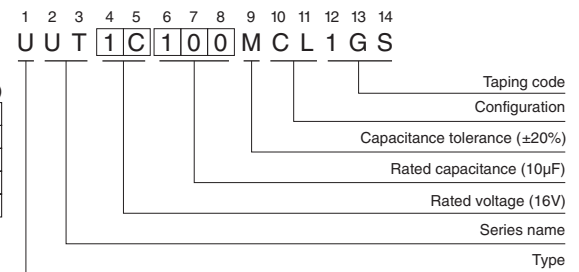 1 2 3 4 5 6 7 8 9 10 11 12 13 14
U U T 1 C 1 0 0 M C L 1 G S
Taping code
Configuration
Capacitance tolerance (±20%)
Rated capacitance (10µF)
Rated voltage (16V)
Series name
Type